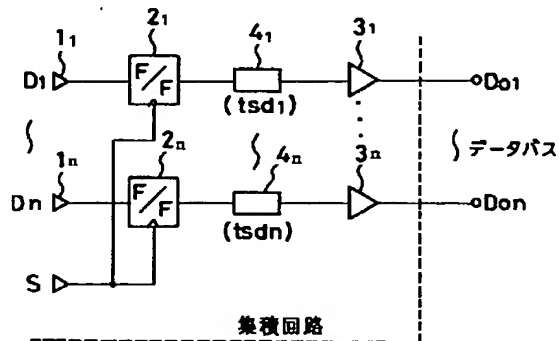 1₁ 2₁ 4₁ 3₁
D₁ F/F (tsd₁) Do₁
1n 2n 4n 3n データバス
Dn F/F (tsdn) Don
S
集積回路